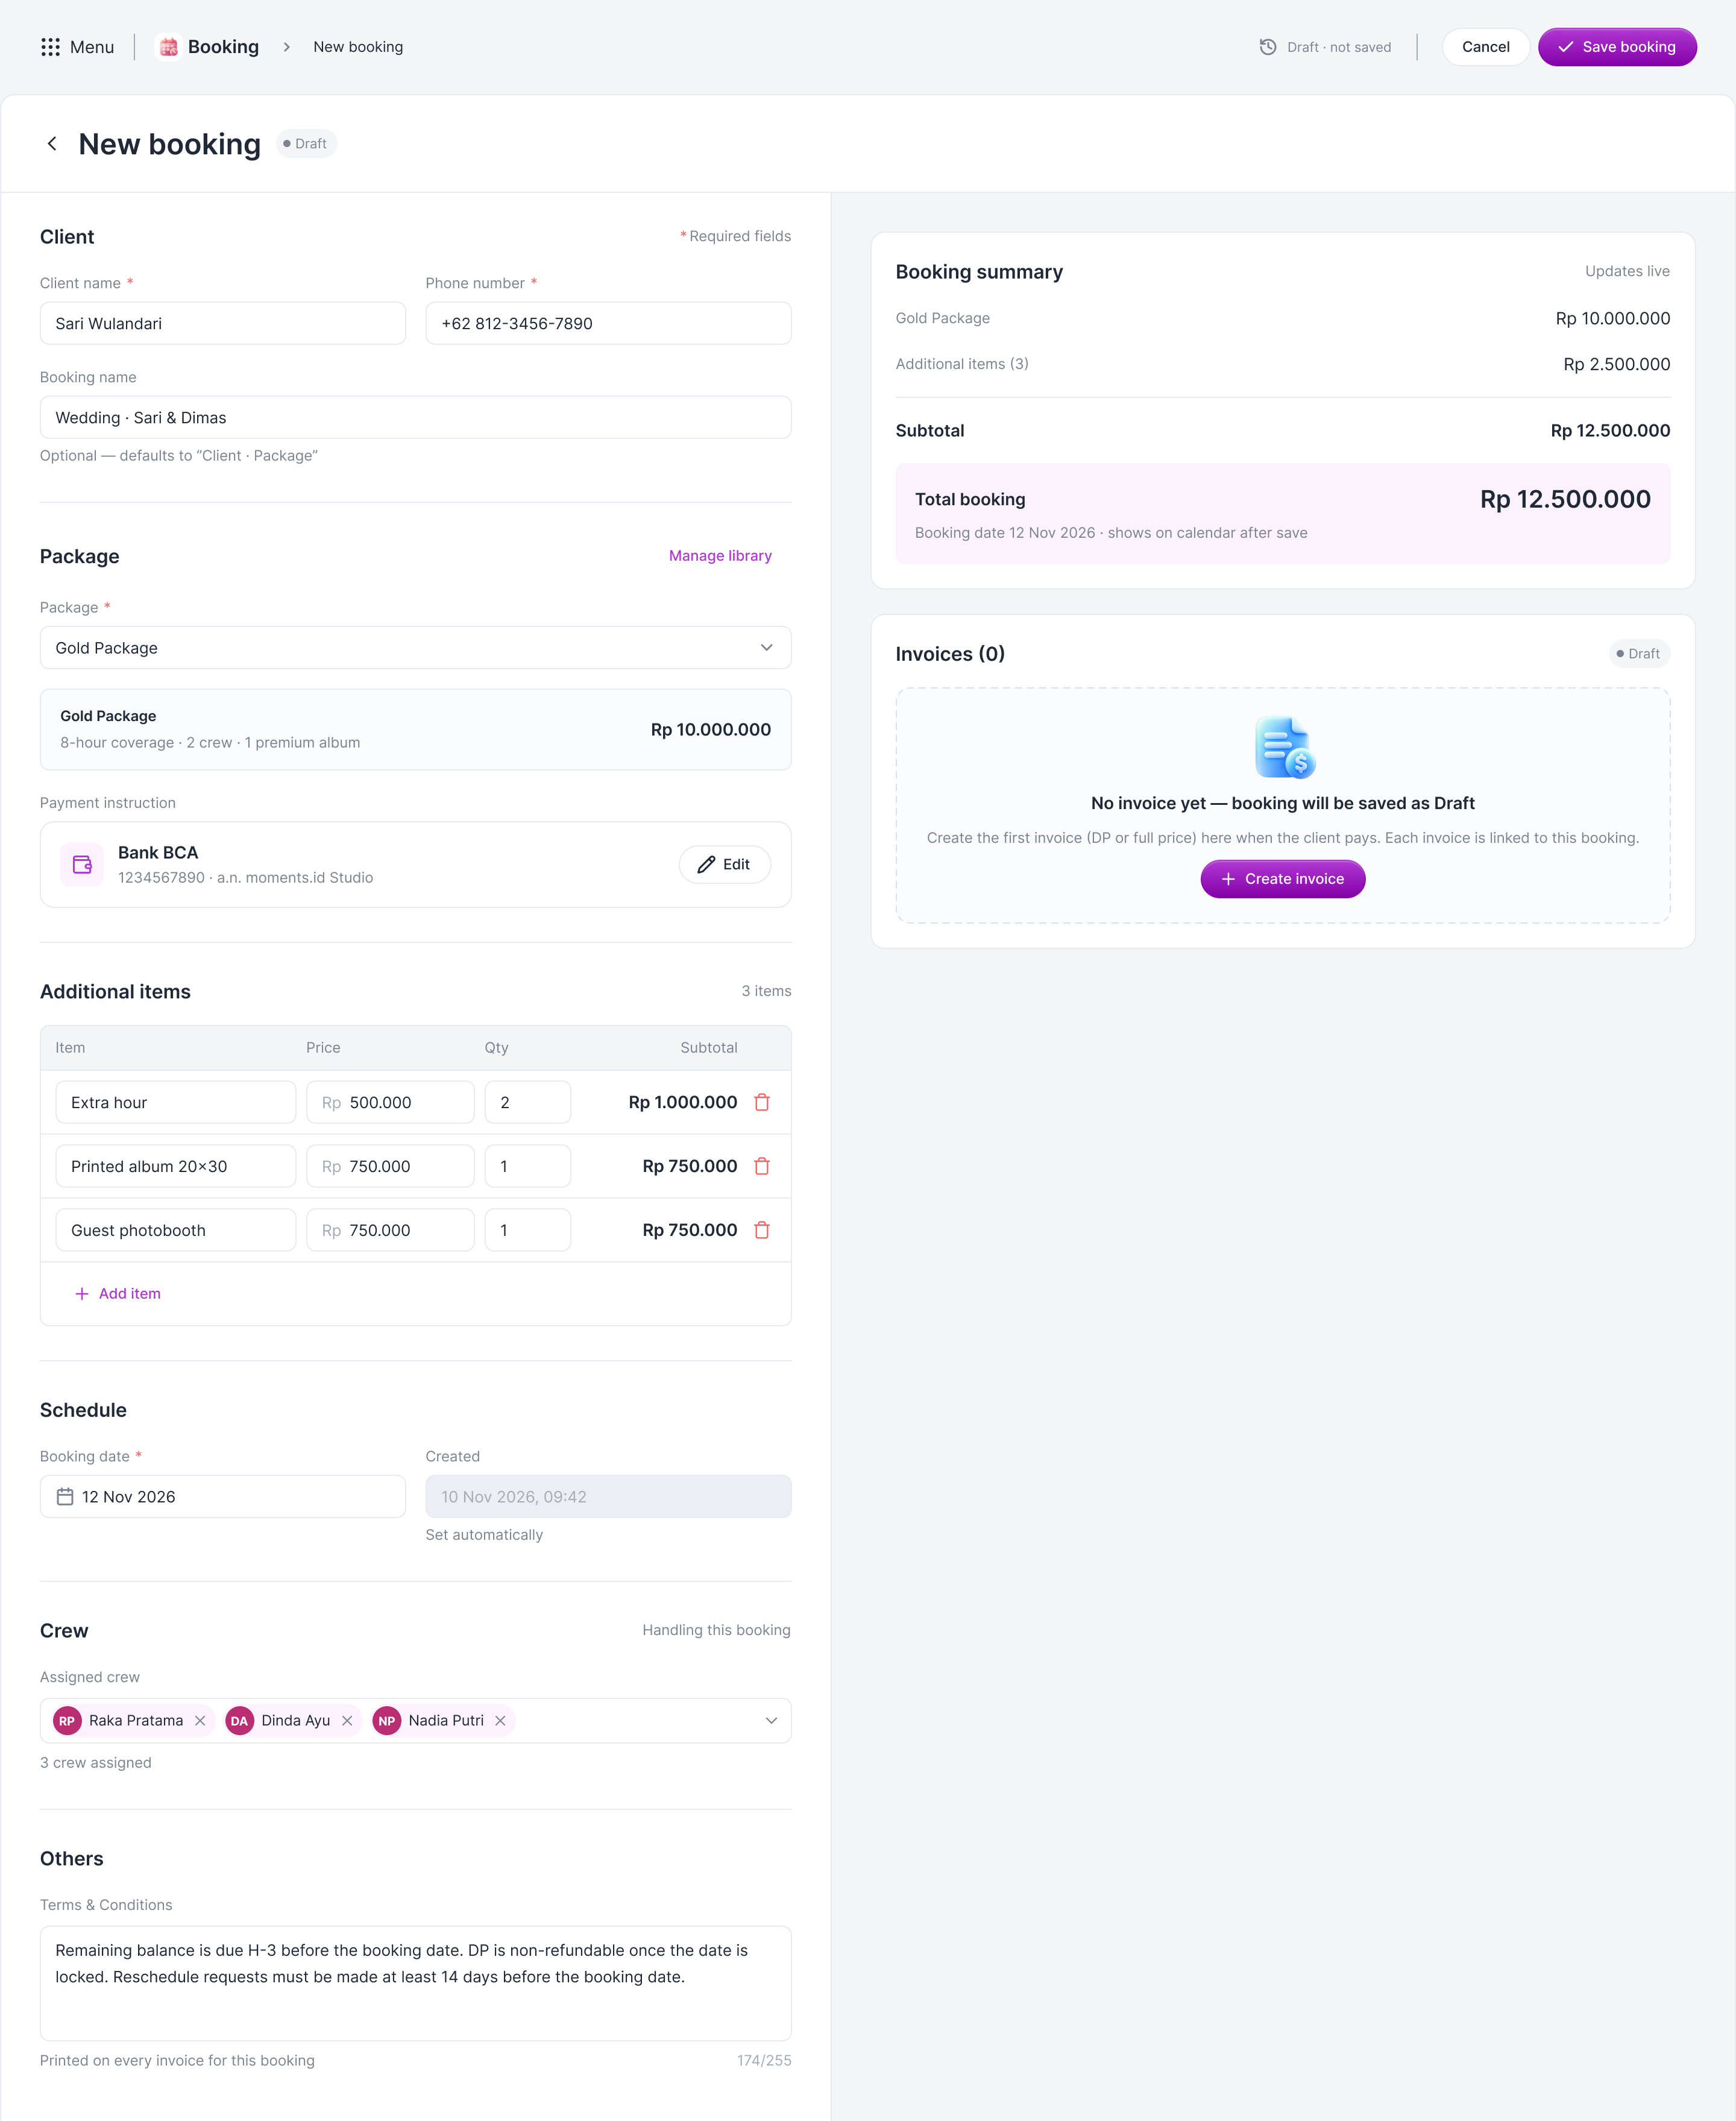 Menu
Booking
New booking
Draft · not saved
Cancel
Save booking
New booking
Draft
Client
* Required fields
Client name *
Phone number *
Sari Wulandari
+62 812-3456-7890
Booking name
Wedding · Sari & Dimas
Optional — defaults to “Client · Package”
Package
Manage library
Package *
Gold Package
Gold Package
8-hour coverage · 2 crew · 1 premium album
Rp 10.000.000
Payment instruction
Bank BCA
1234567890 · a.n. moments.id Studio
Edit
Additional items
3 items
Item Price Qty Subtotal
Extra hour Rp 500.000 2 Rp 1.000.000
Printed album 20×30 Rp 750.000 1 Rp 750.000
Guest photobooth Rp 750.000 1 Rp 750.000
Add item
Schedule
Booking date *
Created
12 Nov 2026
10 Nov 2026, 09:42
Set automatically
Crew
Handling this booking
Assigned crew
RP Raka Pratama DA Dinda Ayu NP Nadia Putri
3 crew assigned
Others
Terms & Conditions
Remaining balance is due H-3 before the booking date. DP is non-refundable once the date is
locked. Reschedule requests must be made at least 14 days before the booking date.
Printed on every invoice for this booking
174/255
Booking summary
Updates live
Gold Package
Rp 10.000.000
Additional items (3)
Rp 2.500.000
Subtotal
Rp 12.500.000
Total booking
Rp 12.500.000
Booking date 12 Nov 2026 · shows on calendar after save
Invoices (0)
Draft
$
No invoice yet — booking will be saved as Draft
Create the first invoice (DP or full price) here when the client pays. Each invoice is linked to this booking.
Create invoice